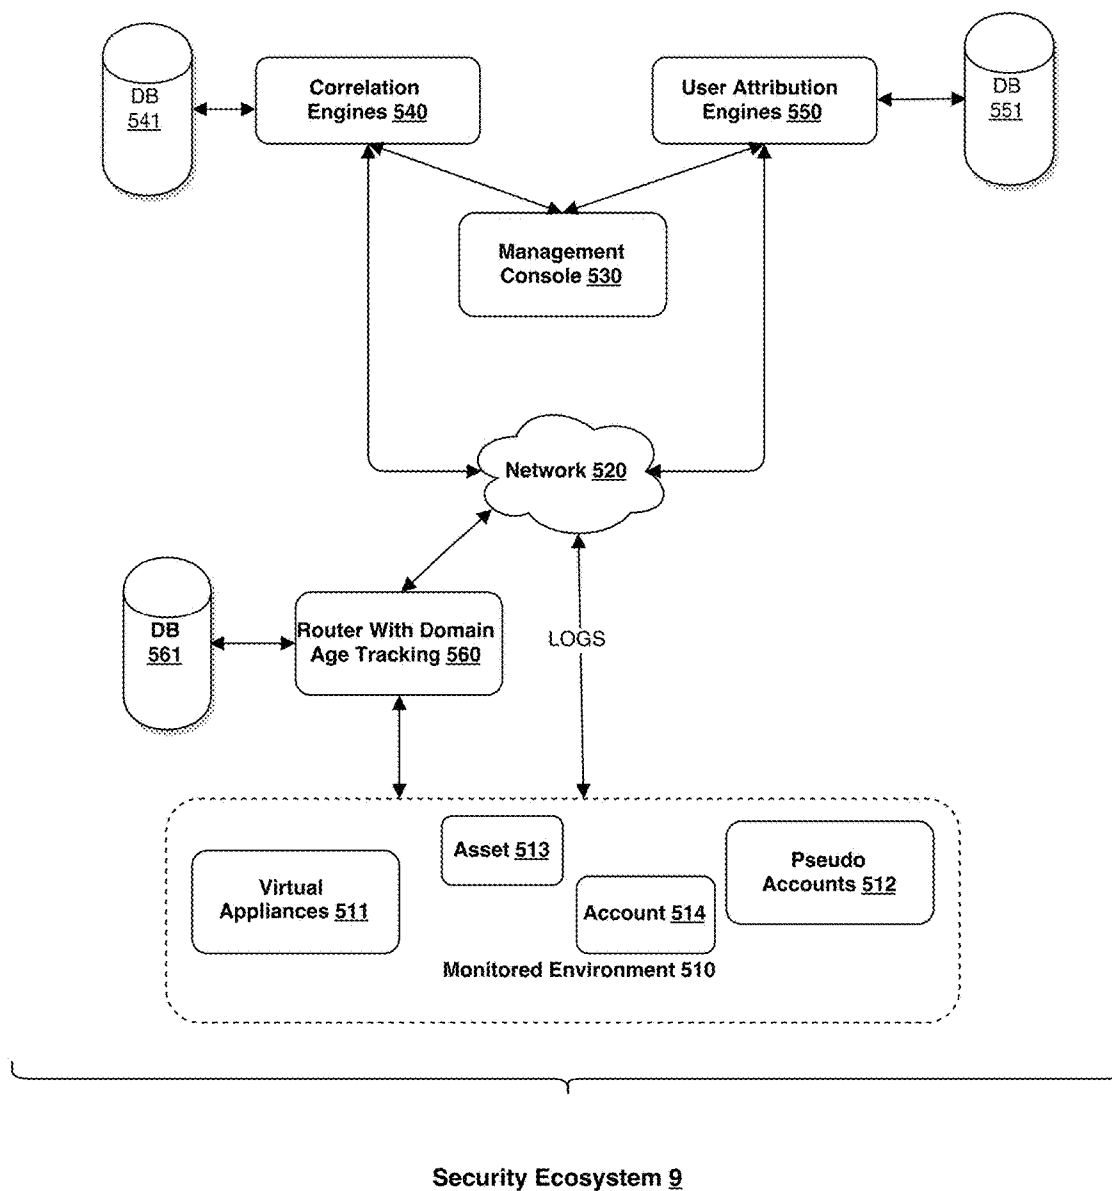 DB
541
Correlation
Engines 540
User Attribution
Engines 550
DB
551
Management
Console 530
Network 520
DB
561
Router With Domain
Age Tracking 560
LOGS
Virtual
Appliances 511
Asset 513
Account 514
Pseudo
Accounts 512
Monitored Environment 510
Security Ecosystem 9